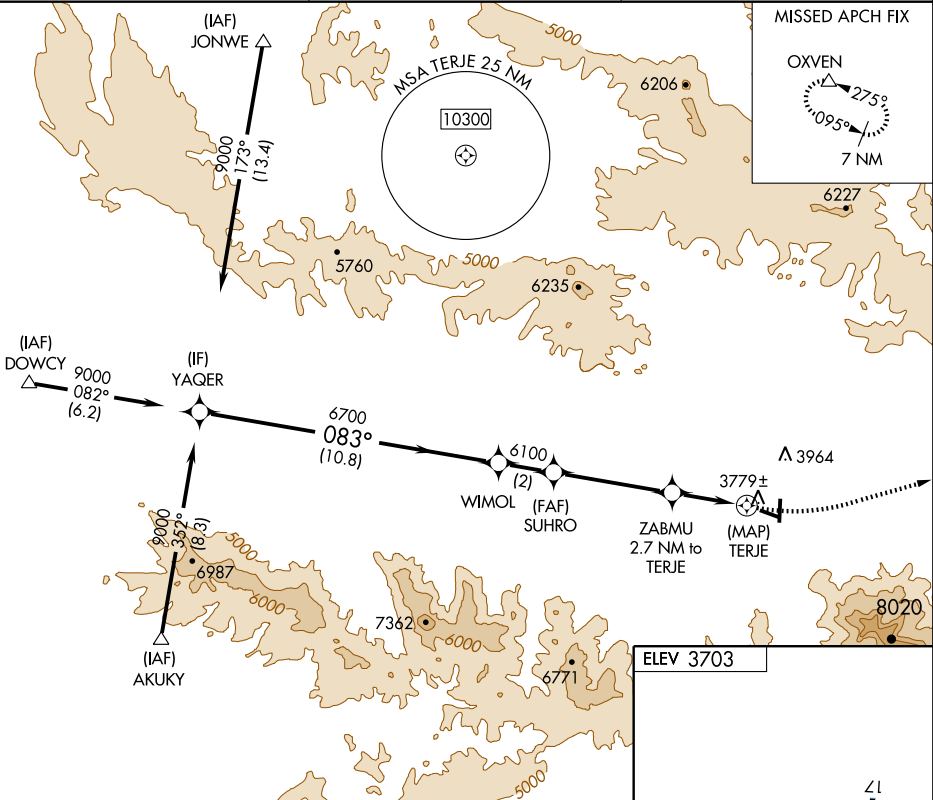 (IAF)
JONWE
9000
173°
(13.4)
MSA TERJE 25 NM
10300
5000
6206
MISSED APCH FIX
OXVEN
275°
095°
7 NM
6227
5760
5000
6235
(IAF)
DOWCY
9000
082°
(6.2)
(IF)
YAQER
6700
083°
(10.8)
WIMOL
6100
(2)
(FAF)
SUHRO
ZABMU
2.7 NM to
TERJE
3779±
3964
(MAP)
TERJE
9000
352°
(8.3)
5000
6987
6000
(IAF)
AKUKY
7362
6000
6771
8020
5000
ELEV 3703
17